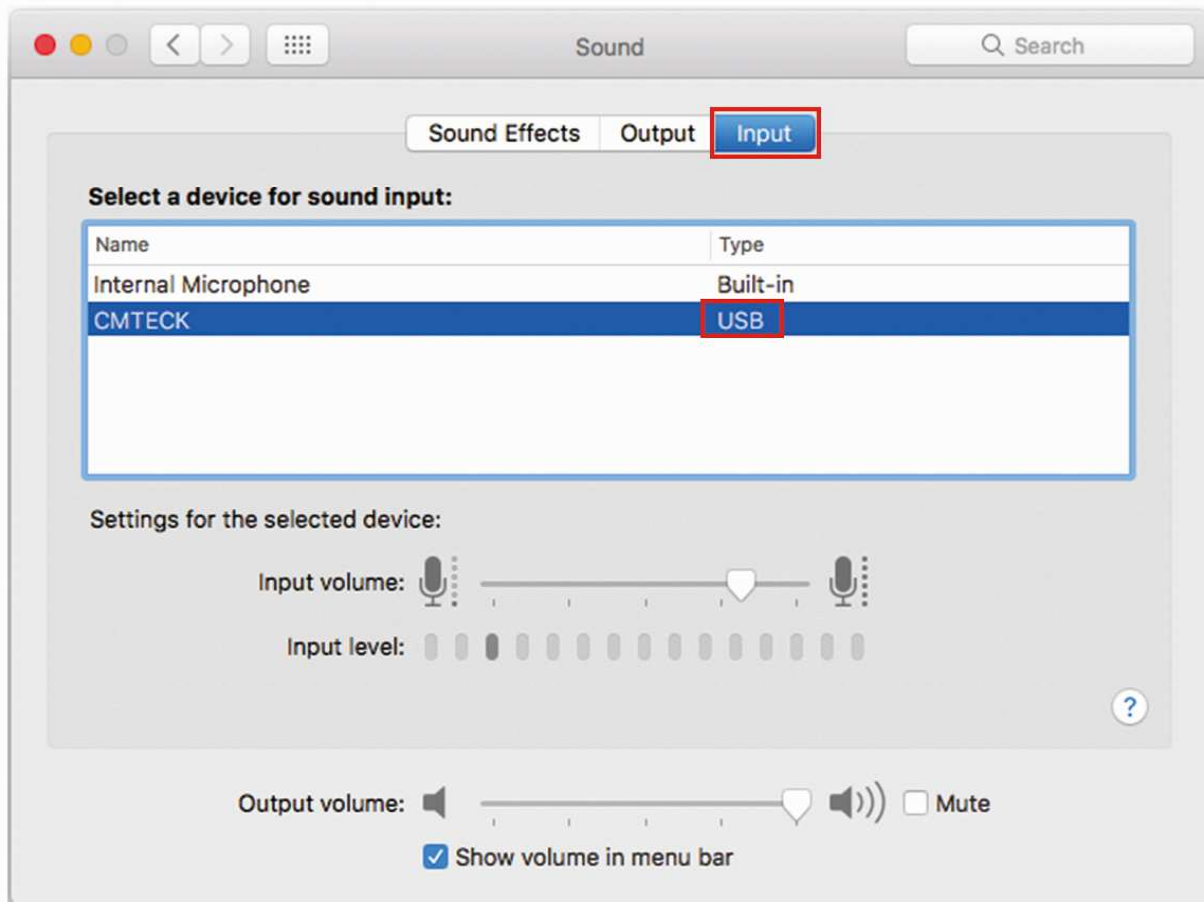 Sound
Search
Sound Effects Output Input
Select a device for sound input:
Name Type
Internal Microphone Built-in
CMTECK USB
Settings for the selected device:
Input volume:
Input level:
?
Output volume: Mute
Show volume in menu bar